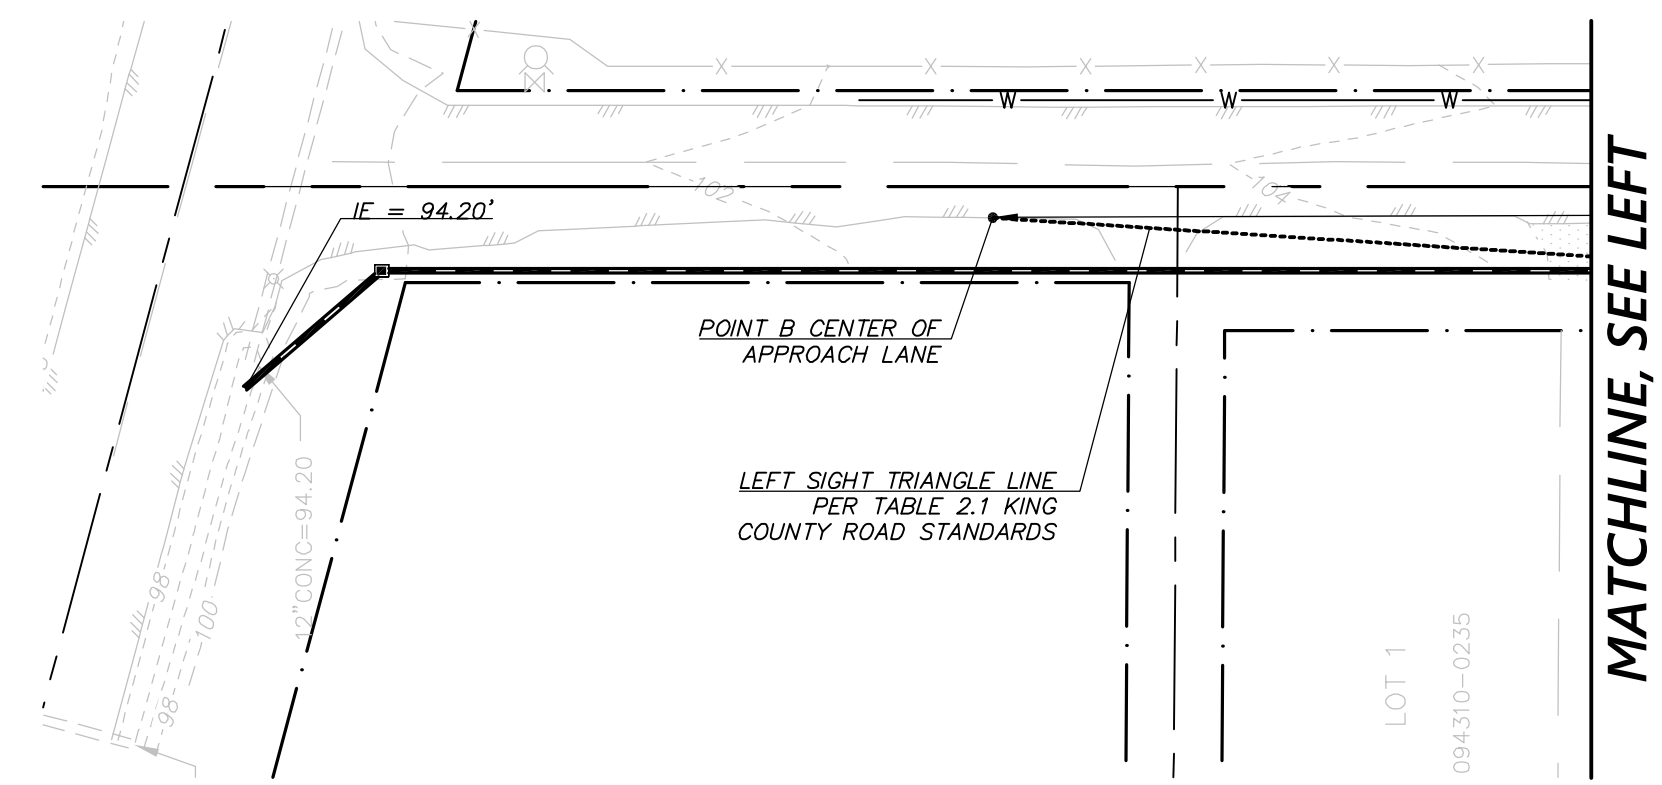 W W W
102
104
IE = 94.20'
POINT B CENTER OF
APPROACH LANE
LEFT SIGHT TRIANGLE LINE
PER TABLE 2.1 KING
COUNTY ROAD STANDARDS
12"CONC=94.20
98
100
98
LOT 1
094310-0235
MATCHLINE, SEE LEFT